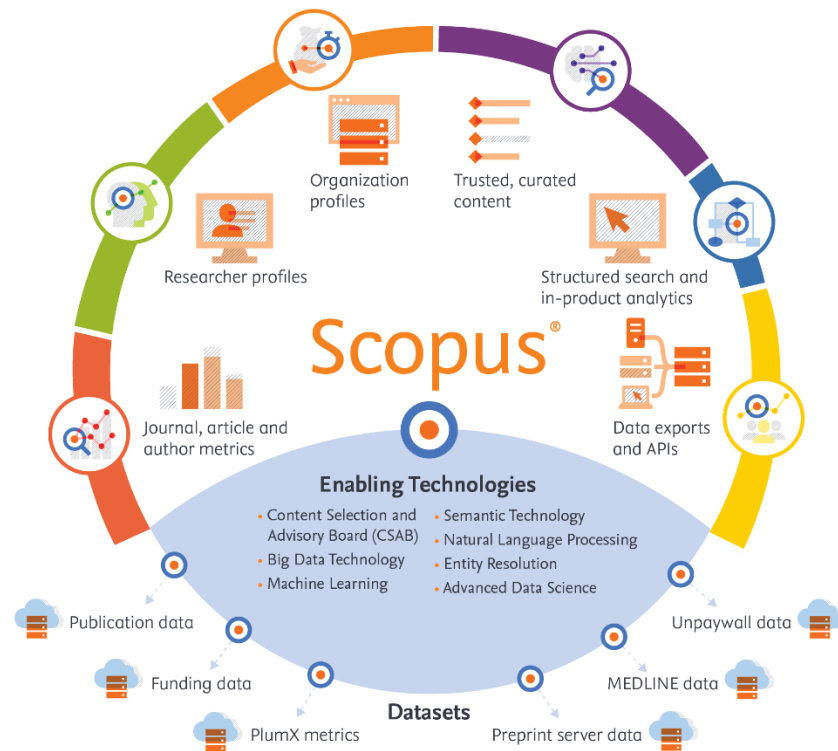 Organization
profiles
Trusted, curated
content
Researcher profiles
Structured search and
in-product analytics
Scopus®
Journal, article and
author metrics
Data exports
and APIs
Enabling Technologies
• Content Selection and
Advisory Board (CSAB)
• Big Data Technology
• Machine Learning
• Semantic Technology
• Natural Language Processing
• Entity Resolution
• Advanced Data Science
Publication data
Unpaywall data
Funding data
MEDLINE data
PlumX metrics
Datasets
Preprint server data